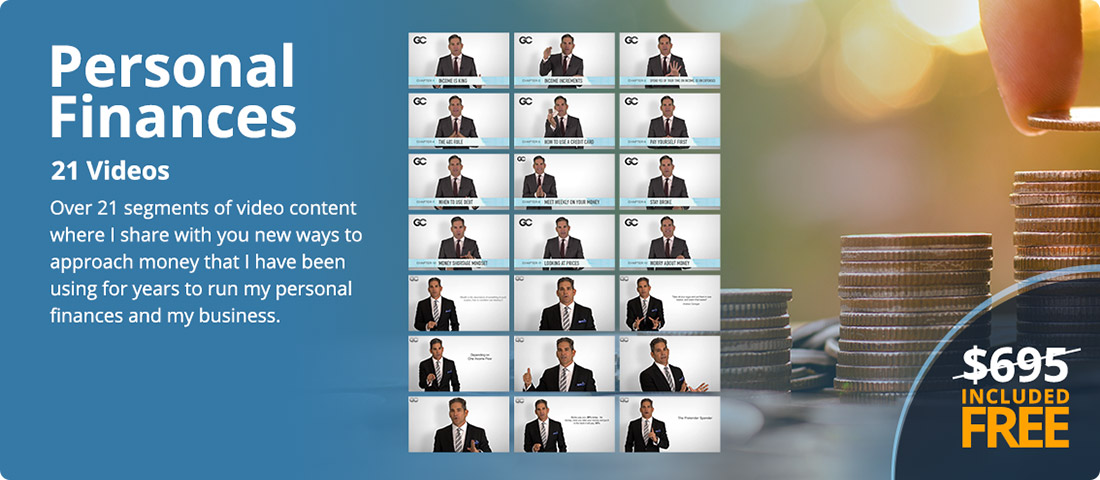 Personal
Finances
21 Videos
Over 21 segments of video content
where I share with you new ways to
approach money that I have been
using for years to run my personal
finances and my business.
GC
INCOME IS KING
GC
INCOME INCREMENTS
GC
GC
THE 40% RULE
GC
HOW TO USE A CREDIT CARD
GC
PAY YOURSELF FIRST
GC
WHEN TO USE DEBT
GC
MEET WEEKLY ON YOUR MONEY
GC
STAY BROKE
GC
MONEY SHORTAGE MINDSET
GC
LOOKING AT PRICES
GC
WORRY ABOUT MONEY
Depending on
One Income Flow
The Pretender Spender
$695
INCLUDED
FREE